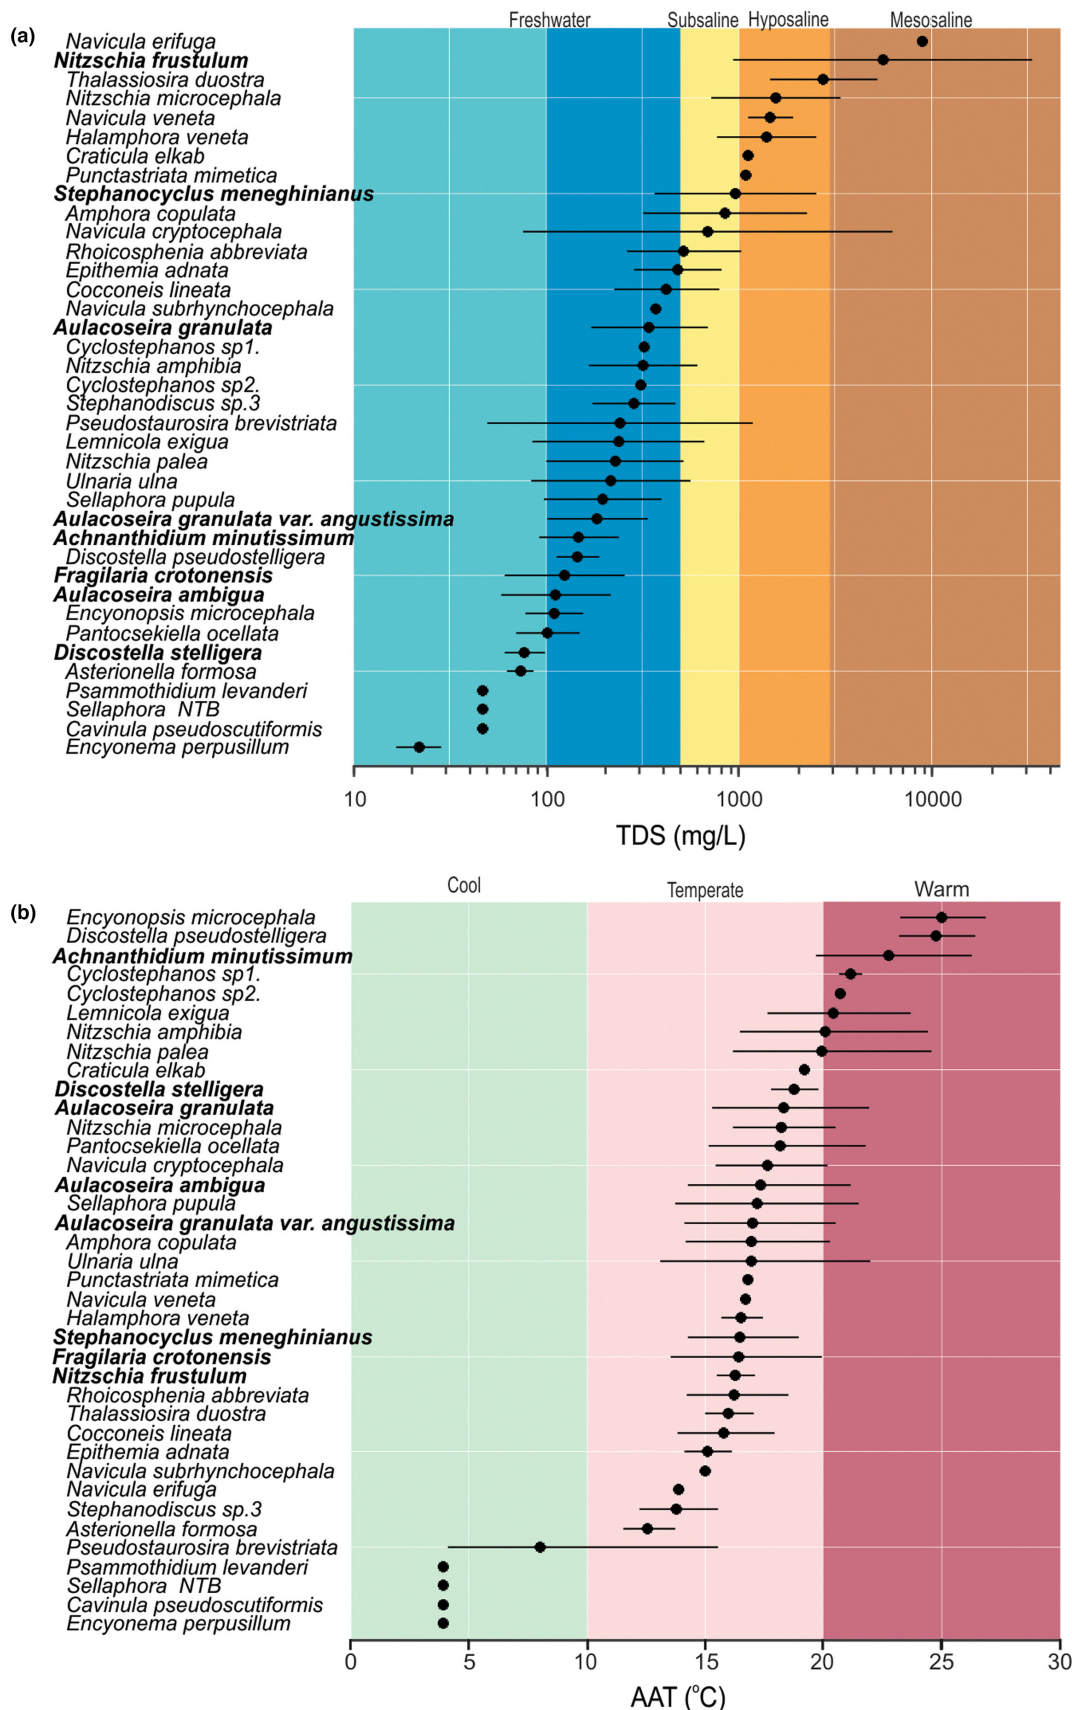 Freshwater Subsaline Hyposaline Mesosaline
(a)
Navicula erifuga
Nitzschia frustulum
Thalassiosira duostra
Nitzschia microcephala
Navicula veneta
Halamphora veneta
Craticula elkab
Punctastriata mimetica
Stephanocyclus meneghinianus
Amphora copulata
Navicula cryptocephala
Rhoicosphenia abbreviata
Epithemia adnata
Cocconeis lineata
Navicula subrhynchocephala
Aulacoseira granulata
Cyclostephanos sp1.
Nitzschia amphibia
Cyclostephanos sp2.
Stephanodiscus sp.3
Pseudostaurosira brevistriata
Lemnicola exigua
Nitzschia palea
Ulnaria ulna
Sellaphora pupula
Aulacoseira granulata var. angustissima
Achnanthidium minutissimum
Discostella pseudostelligera
Fragilaria crotonensis
Aulacoseira ambigua
Encyonopsis microcephala
Pantocsekiella ocellata
Discostella stelligera
Asterionella formosa
Psammothidium levanderi
Sellaphora NTB
Cavinula pseudoscutiformis
Encyonema perpusillum
10 100 1000 10000
TDS (mg/L)
Cool Temperate Warm
(b)
Encyonopsis microcephala
Discostella pseudostelligera
Achnanthidium minutissimum
Cyclostephanos sp1.
Cyclostephanos sp2.
Lemnicola exigua
Nitzschia amphibia
Nitzschia palea
Craticula elkab
Discostella stelligera
Aulacoseira granulata
Nitzschia microcephala
Pantocsekiella ocellata
Navicula cryptocephala
Aulacoseira ambigua
Sellaphora pupula
Aulacoseira granulata var. angustissima
Amphora copulata
Ulnaria ulna
Punctastriata mimetica
Navicula veneta
Halamphora veneta
Stephanocyclus meneghinianus
Fragilaria crotonensis
Nitzschia frustulum
Rhoicosphenia abbreviata
Thalassiosira duostra
Cocconeis lineata
Epithemia adnata
Navicula subrhynchocephala
Navicula erifuga
Stephanodiscus sp.3
Asterionella formosa
Pseudostaurosira brevistriata
Psammothidium levanderi
Sellaphora NTB
Cavinula pseudoscutiformis
Encyonema perpusillum
0 5 10 15 20 25 30
AAT (°C)